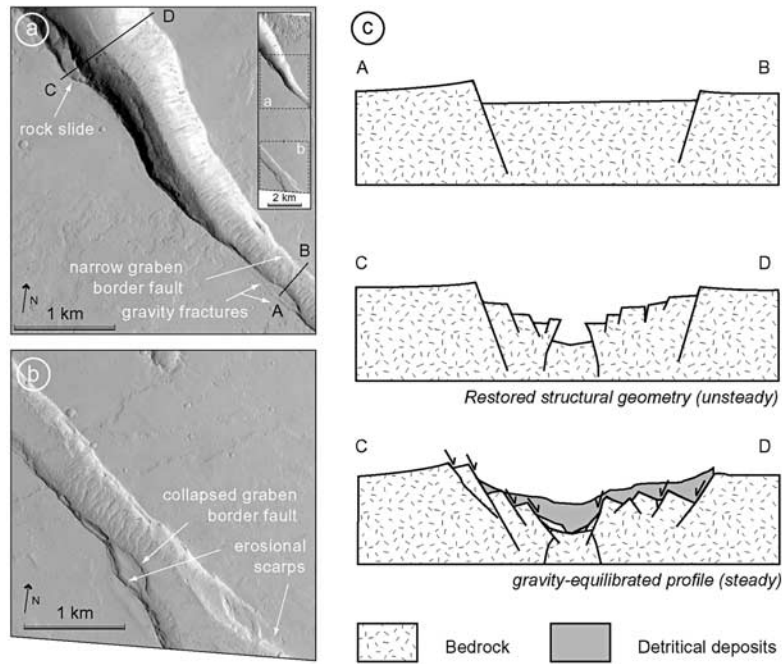 a
D
C
rock slide
a
b
2 km
B
narrow graben
border fault
A
gravity fractures
N
1 km
b
collapsed graben
border fault
erosional
scarps
N
1 km
c
A
B
C
D
Restored structural geometry (unsteady)
C
D
gravity-equilibrated profile (steady)
Bedrock
Detritical deposits